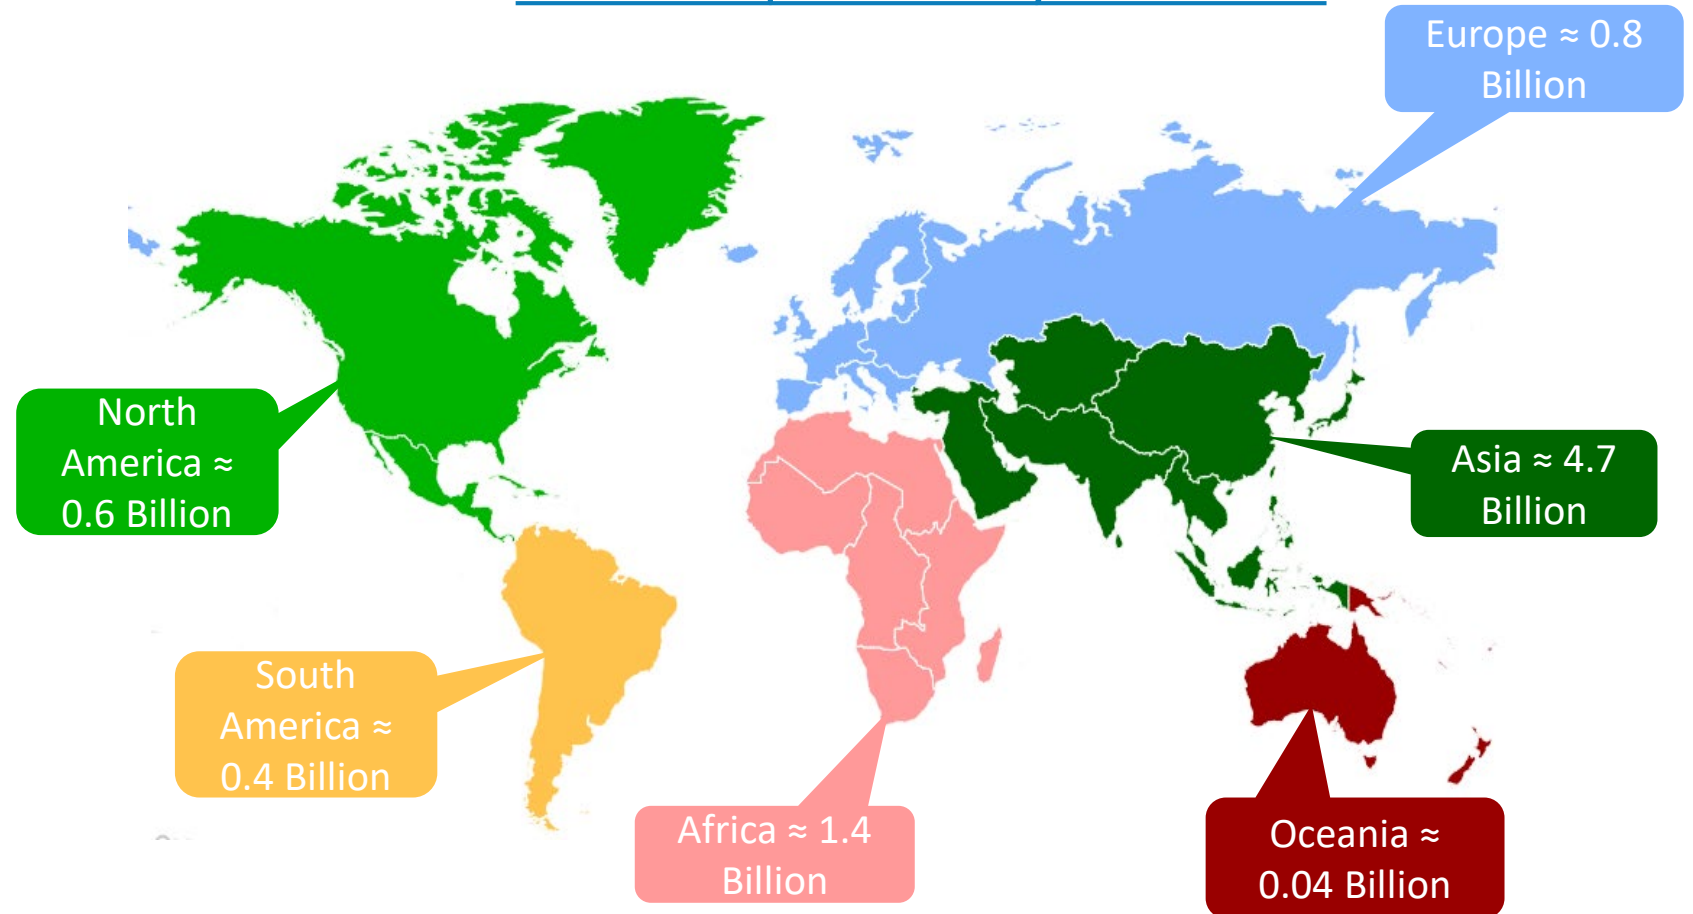 Europe ≈ 0.8
Billion
North
America ≈
0.6 Billion
Asia ≈ 4.7
Billion
South
America ≈
0.4 Billion
Africa ≈ 1.4
Billion
Oceania ≈
0.04 Billion